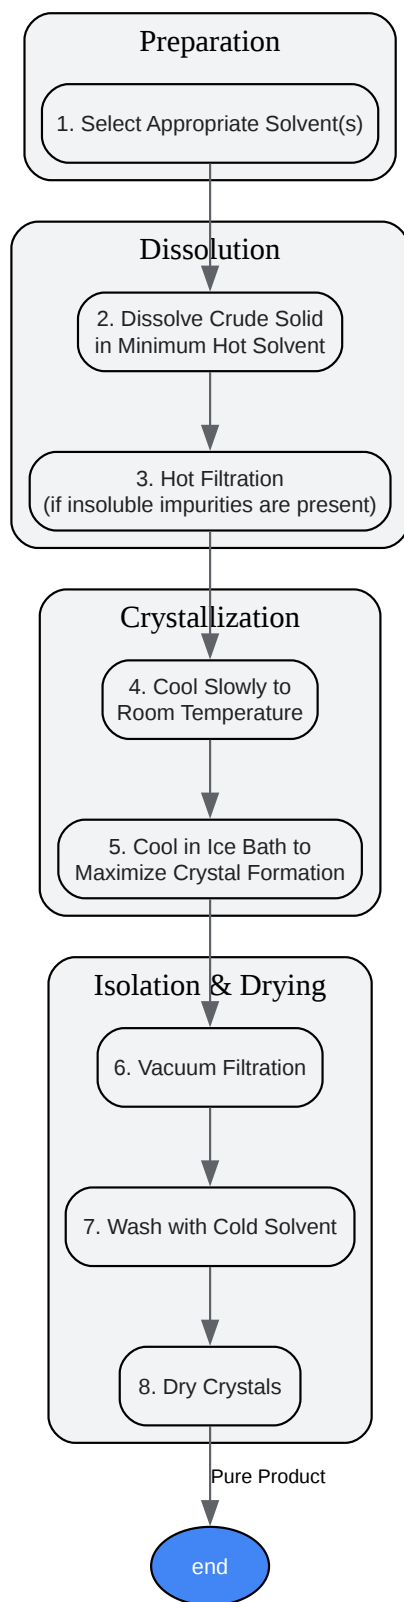 Preparation
1. Select Appropriate Solvent(s)
Dissolution
2. Dissolve Crude Solid
in Minimum Hot Solvent
3. Hot Filtration
(if insoluble impurities are present)
Crystallization
4. Cool Slowly to
Room Temperature
5. Cool in Ice Bath to
Maximize Crystal Formation
Isolation & Drying
6. Vacuum Filtration
7. Wash with Cold Solvent
8. Dry Crystals
Pure Product
end